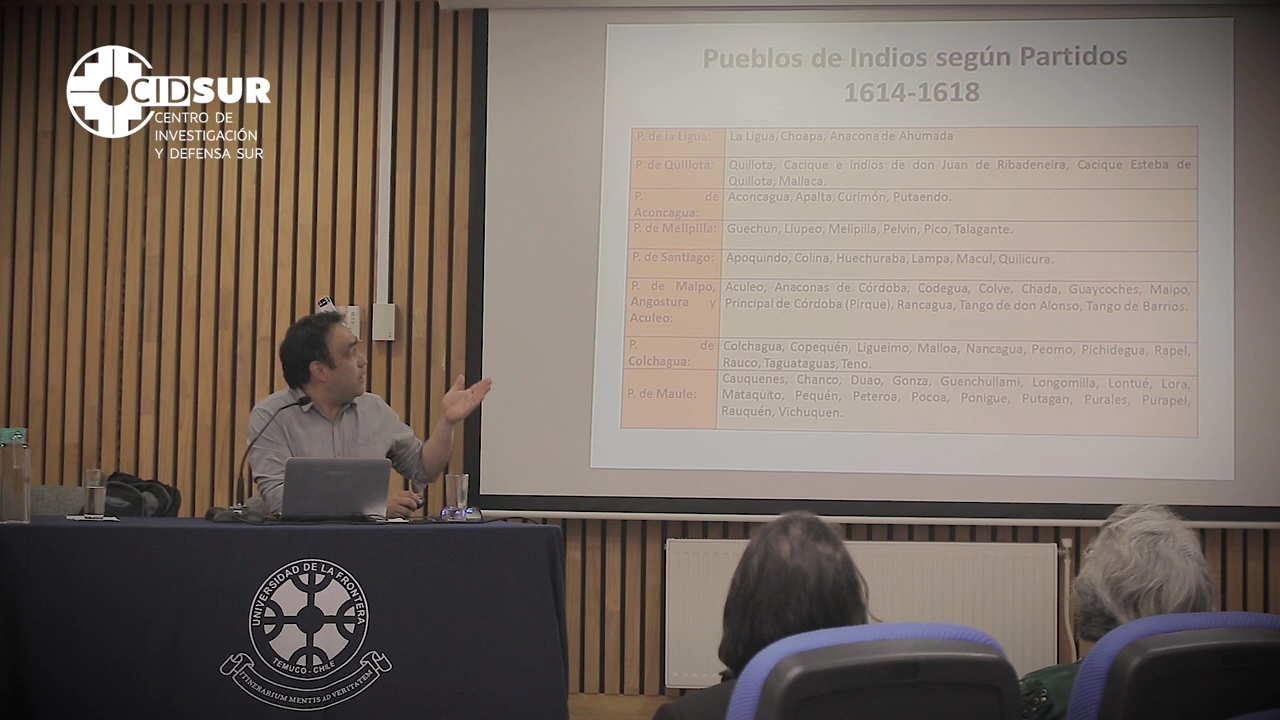 CIDSUR
CENTRO DE
INVESTIGACIÓN
Y DEFENSA SUR
Pueblos de Indios según Partidos
1614-1618
P. de la Ligua: La Ligua, Choapa, Anacona de Ahumada
P. de Quillota: Quillota, Cacique e indios de don Juan de Ribadeneira, Cacique Esteba de
Quillota, Mallaca.
P. de Aconcagua, Apalta, Curimón, Putaendo.
Aconcagua:
P. de Melipilla: Guechun, Llupeo, Melipilla, Pelvin, Pico, Talagante.
P. de Santiago: Apoquindo, Colina, Huechuraba, Lampa, Macul, Quilicura.
P. de Maipo, Aculeo, Anaconas de Córdoba, Codegua, Colve, Chada, Guaycoches, Maipo,
Angostura y Principal de Córdoba (Pirque), Rancagua, Tango de don Alonso, Tango de Barrios.
Aculeo:
P. de Colchagua, Copequén, Ligueimo, Malloa, Nancagua, Peomo, Pichidegua, Rapel,
Colchagua: Rauco, Taguataguas, Teno.
Cauquenes, Chanco, Duao, Gonza, Guenchullami, Longomilla, Lontué, Lora,
P. de Maule: Mataquito, Pequén, Peteroa, Pocoa, Ponigue, Putagan, Purales, Purapel,
Rauquén, Vichuquen.
UNIVERSIDAD DE LA FRONTERA
TEMUCO - CHILE
ITINERARIUM MENTIS AD VERITATEM